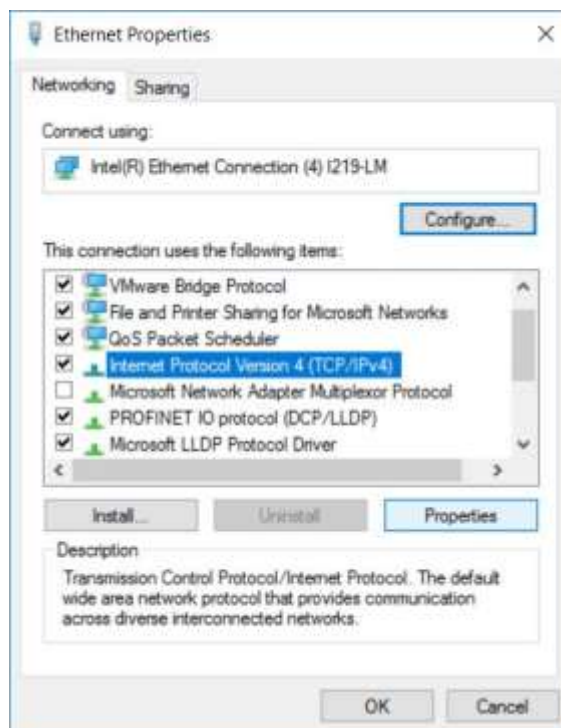 Ethernet Properties
Networking
Sharing
Connect using:
Intel(R) Ethernet Connection (4) I219-LM
Configure...
This connection uses the following items:
VMware Bridge Protocol
File and Printer Sharing for Microsoft Networks
QoS Packet Scheduler
Internet Protocol Version 4 (TCP/IPv4)
Microsoft Network Adapter Multiplexor Protocol
PROFINET IO protocol (DCP/LLDP)
Microsoft LLDP Protocol Driver
Install...
Uninstall
Properties
Description
Transmission Control Protocol/Internet Protocol. The default
wide area network protocol that provides communication
across diverse interconnected networks.
OK
Cancel